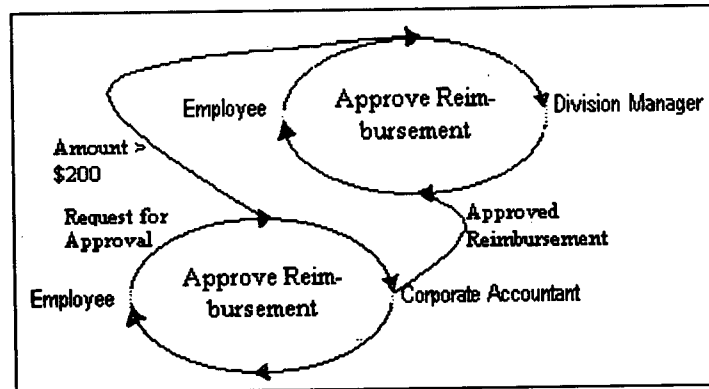 Employee
Approve Reim-
bursement
Division Manager
Amount >
$200
Request for
Approval
Approved
Reimbursement
Employee
Approve Reim-
bursement
Corporate Accountant